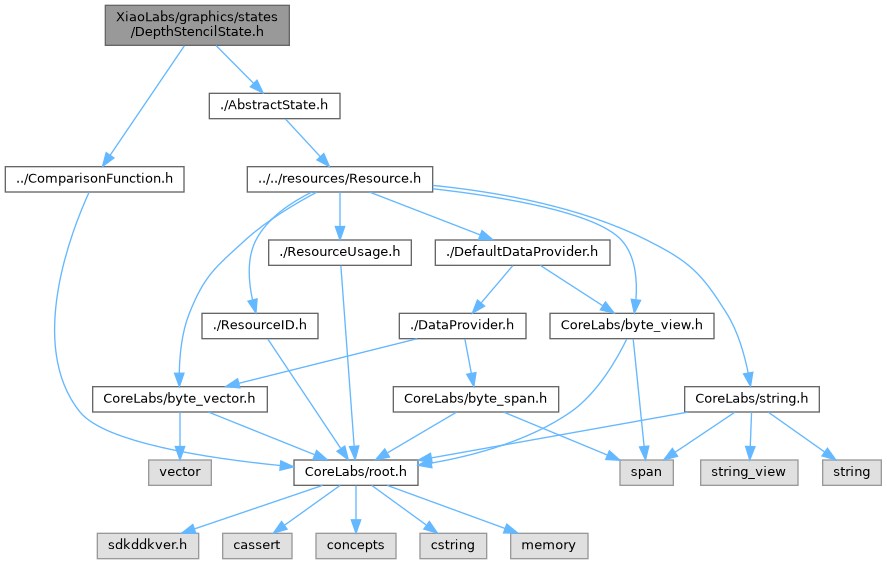 XiaoLabs/graphics/states
/DepthStencilState.h
./AbstractState.h
../ComparisonFunction.h
../../resources/Resource.h
./ResourceUsage.h
./DefaultDataProvider.h
./ResourceID.h
./DataProvider.h
CoreLabs/byte_view.h
CoreLabs/byte_vector.h
CoreLabs/byte_span.h
CoreLabs/string.h
vector
CoreLabs/root.h
span
string_view
string
sdkddkver.h
cassert
concepts
cstring
memory